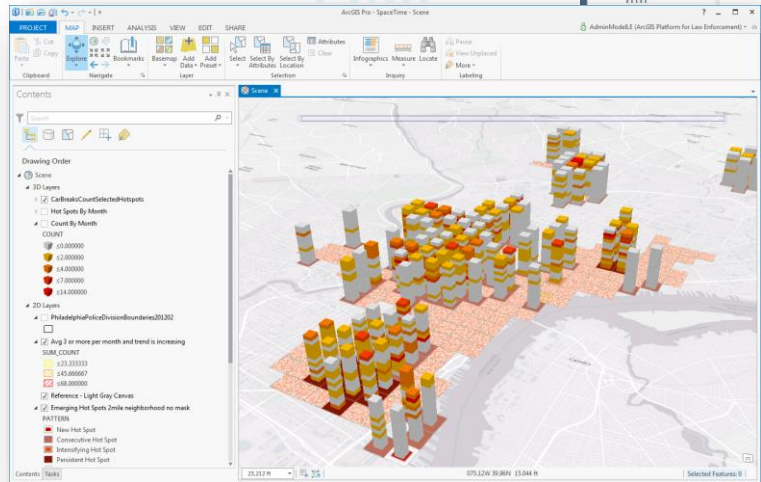 ArcGIS Pro - SpaceTime - Scene
PROJECT MAP INSERT ANALYSIS VIEW EDIT SHARE
AdminModelLE (ArcGIS Platform for Law Enforcement)
Paste Cut Copy
Explore Bookmarks
Basemap Add Data Add Preset
Select Select By Attributes Select By Location
Attributes
Clear
Infographics Measure Locate
Pause
View Unplaced
More
Clipboard Navigate Layer Selection Inquiry Labeling
Contents
Scene
Search
Drawing Order
Scene
3D Layers
CarBreaksCountSelectedHotspots
Hot Spots By Month
Count By Month
COUNT
≤0.000000
≤2.000000
≤4.000000
≤7.000000
≤14.000000
2D Layers
PhiladelphiaPoliceDivisionBoundaries201202
Avg 3 or more per month and trend is increasing
SUM_COUNT
≤23.333333
≤45.666667
≤68.000000
Reference - Light Gray Canvas
Emerging Hot Spots 2mile neighborhood no mask
PATTERN
New Hot Spot
Consecutive Hot Spot
Intensifying Hot Spot
Persistent Hot Spot
Camden
Contents Tasks
23,212 ft
075.12W 39.96N 13.044 ft
Selected Features: 0